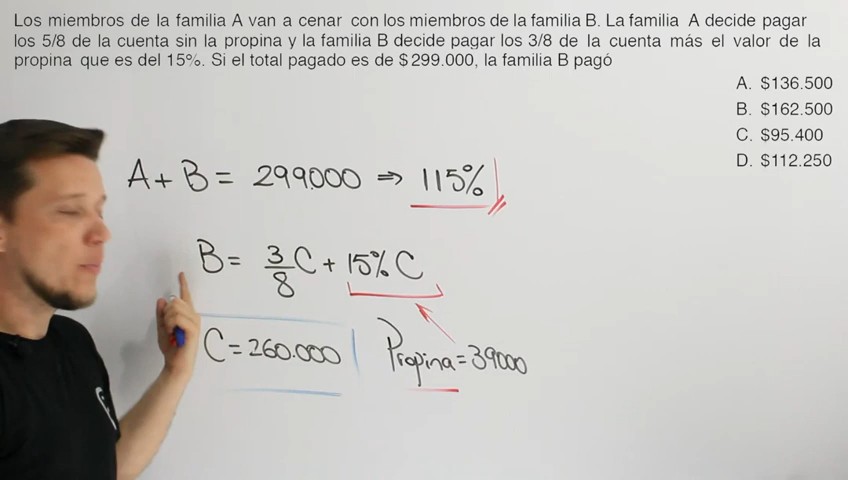 Los miembros de la familia A van a cenar con los miembros de la familia B. La familia A decide pagar
los 5/8 de la cuenta sin la propina y la familia B decide pagar los 3/8 de la cuenta más el valor de la
propina que es del 15%. Si el total pagado es de $299.000, la familia B pagó
A. $136.500
B. $162.500
C. $95.400
D. $112.250
A + B = 299.000 ⇒ 115%
B = 3/8 C + 15% C
C = 260.000
Propina = 39000